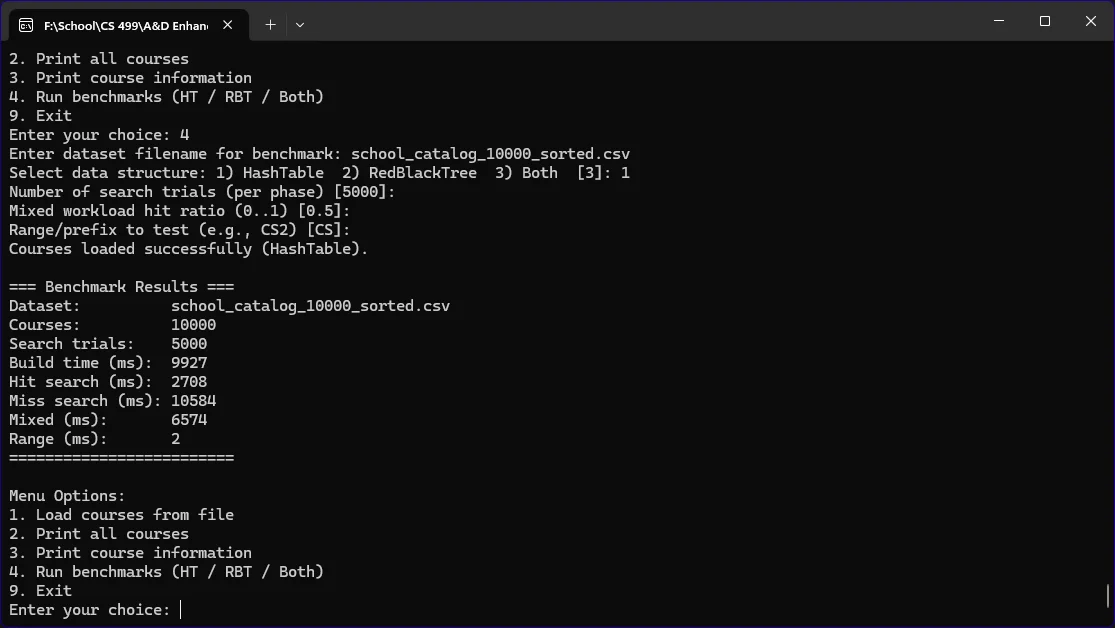 F:\School\CS 499\A&D Enhan
2. Print all courses
3. Print course information
4. Run benchmarks (HT / RBT / Both)
9. Exit
Enter your choice: 4
Enter dataset filename for benchmark: school_catalog_10000_sorted.csv
Select data structure: 1) HashTable  2) RedBlackTree  3) Both  [3]: 1
Number of search trials (per phase) [5000]:
Mixed workload hit ratio (0..1) [0.5]:
Range/prefix to test (e.g., CS2) [CS]:
Courses loaded successfully (HashTable).
=== Benchmark Results ===
Dataset:          school_catalog_10000_sorted.csv
Courses:          10000
Search trials:    5000
Build time (ms):  9927
Hit search (ms):  2708
Miss search (ms): 10584
Mixed (ms):       6574
Range (ms):       2
=========================
Menu Options:
1. Load courses from file
2. Print all courses
3. Print course information
4. Run benchmarks (HT / RBT / Both)
9. Exit
Enter your choice: